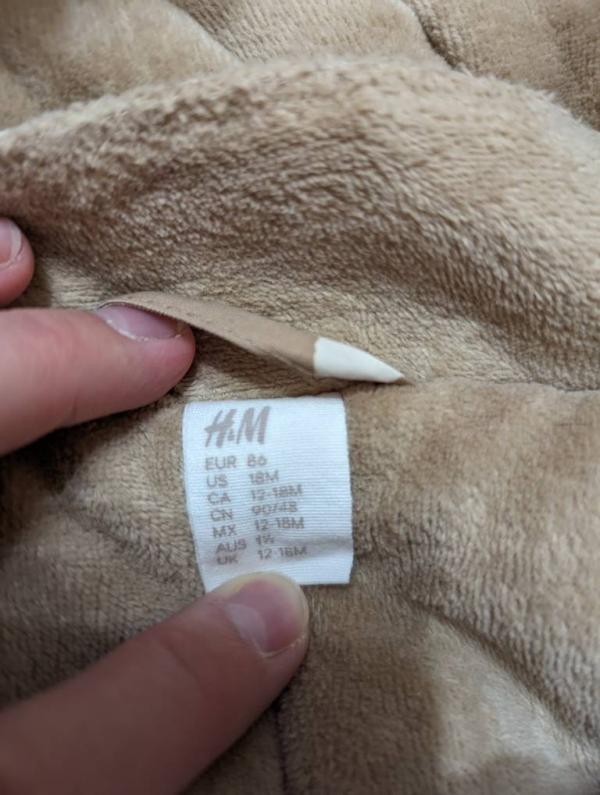 H&M
EUR 86
US 18M
CA 12-18M
CN 90/48
MX 12-18M
AUS 1½
UK 12-18M